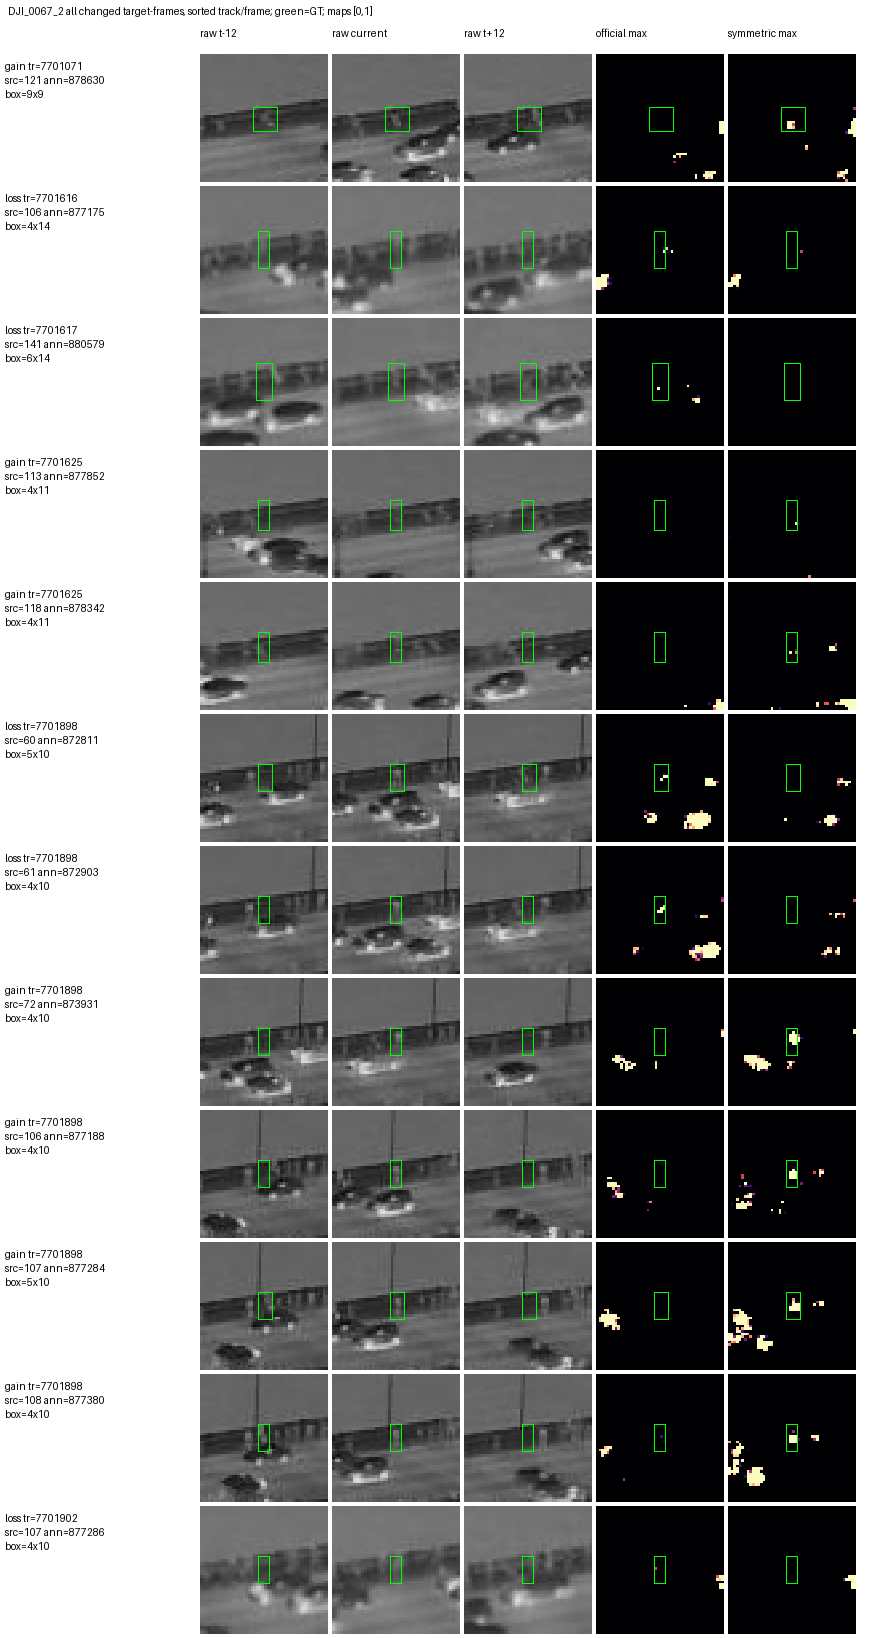 DJI_0067_2 all changed target-frames, sorted track/frame; green=GT; maps [0,1]
raw t-12 raw current raw t+12 official max symmetric max
gain tr=7701071
src=121 ann=878630
box=9x9
loss tr=7701616
src=106 ann=877175
box=4x14
loss tr=7701617
src=141 ann=880579
box=6x14
gain tr=7701625
src=113 ann=877852
box=4x11
gain tr=7701625
src=118 ann=878342
box=4x11
loss tr=7701898
src=60 ann=872811
box=5x10
loss tr=7701898
src=61 ann=872903
box=4x10
gain tr=7701898
src=72 ann=873931
box=4x10
gain tr=7701898
src=106 ann=877188
box=4x10
gain tr=7701898
src=107 ann=877284
box=5x10
gain tr=7701898
src=108 ann=877380
box=4x10
loss tr=7701902
src=107 ann=877286
box=4x10